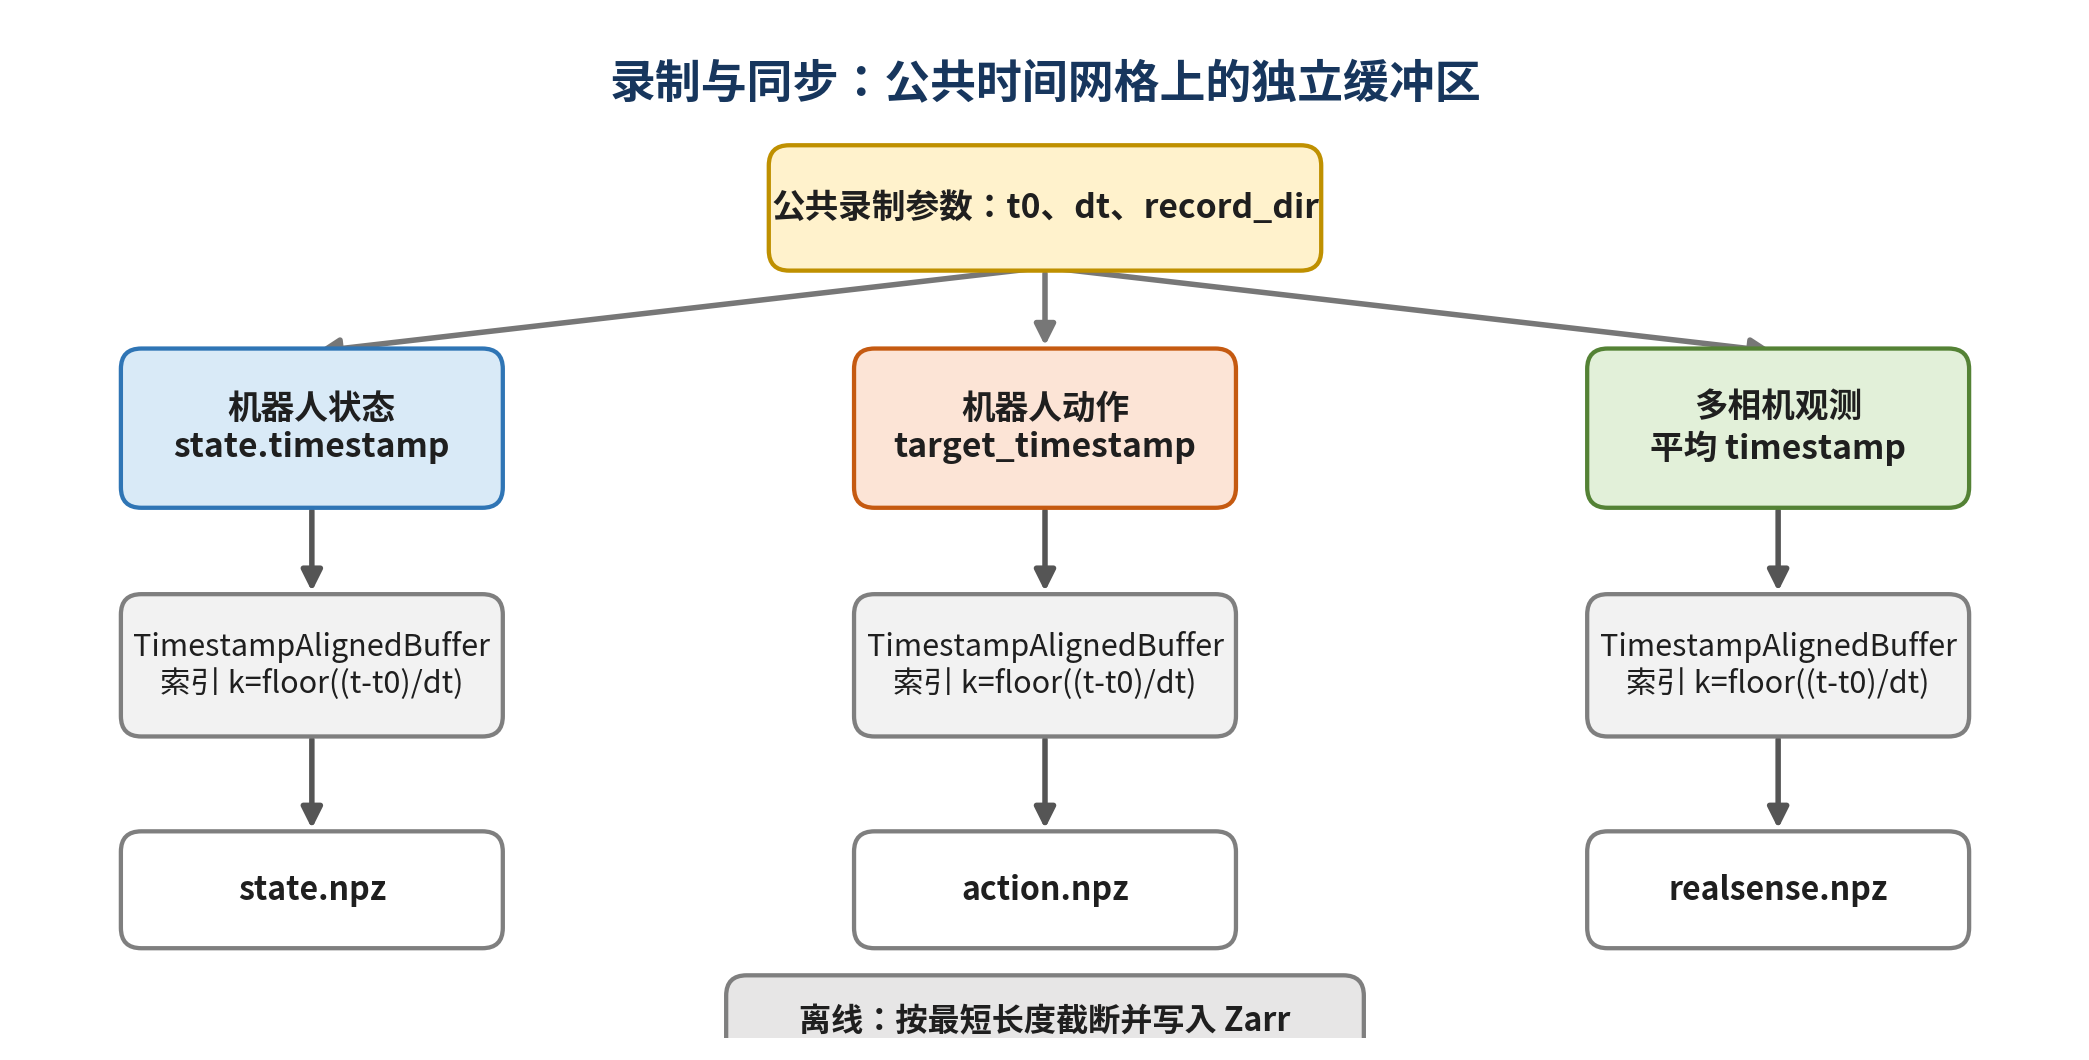 录制与同步：公共时间网格上的独立缓冲区
公共录制参数：t0、dt、record_dir
机器人状态
state.timestamp
机器人动作
target_timestamp
多相机观测
平均 timestamp
TimestampAlignedBuffer
索引 k=floor((t-t0)/dt)
TimestampAlignedBuffer
索引 k=floor((t-t0)/dt)
TimestampAlignedBuffer
索引 k=floor((t-t0)/dt)
state.npz
action.npz
realsense.npz
离线：按最短长度截断并写入 Zarr